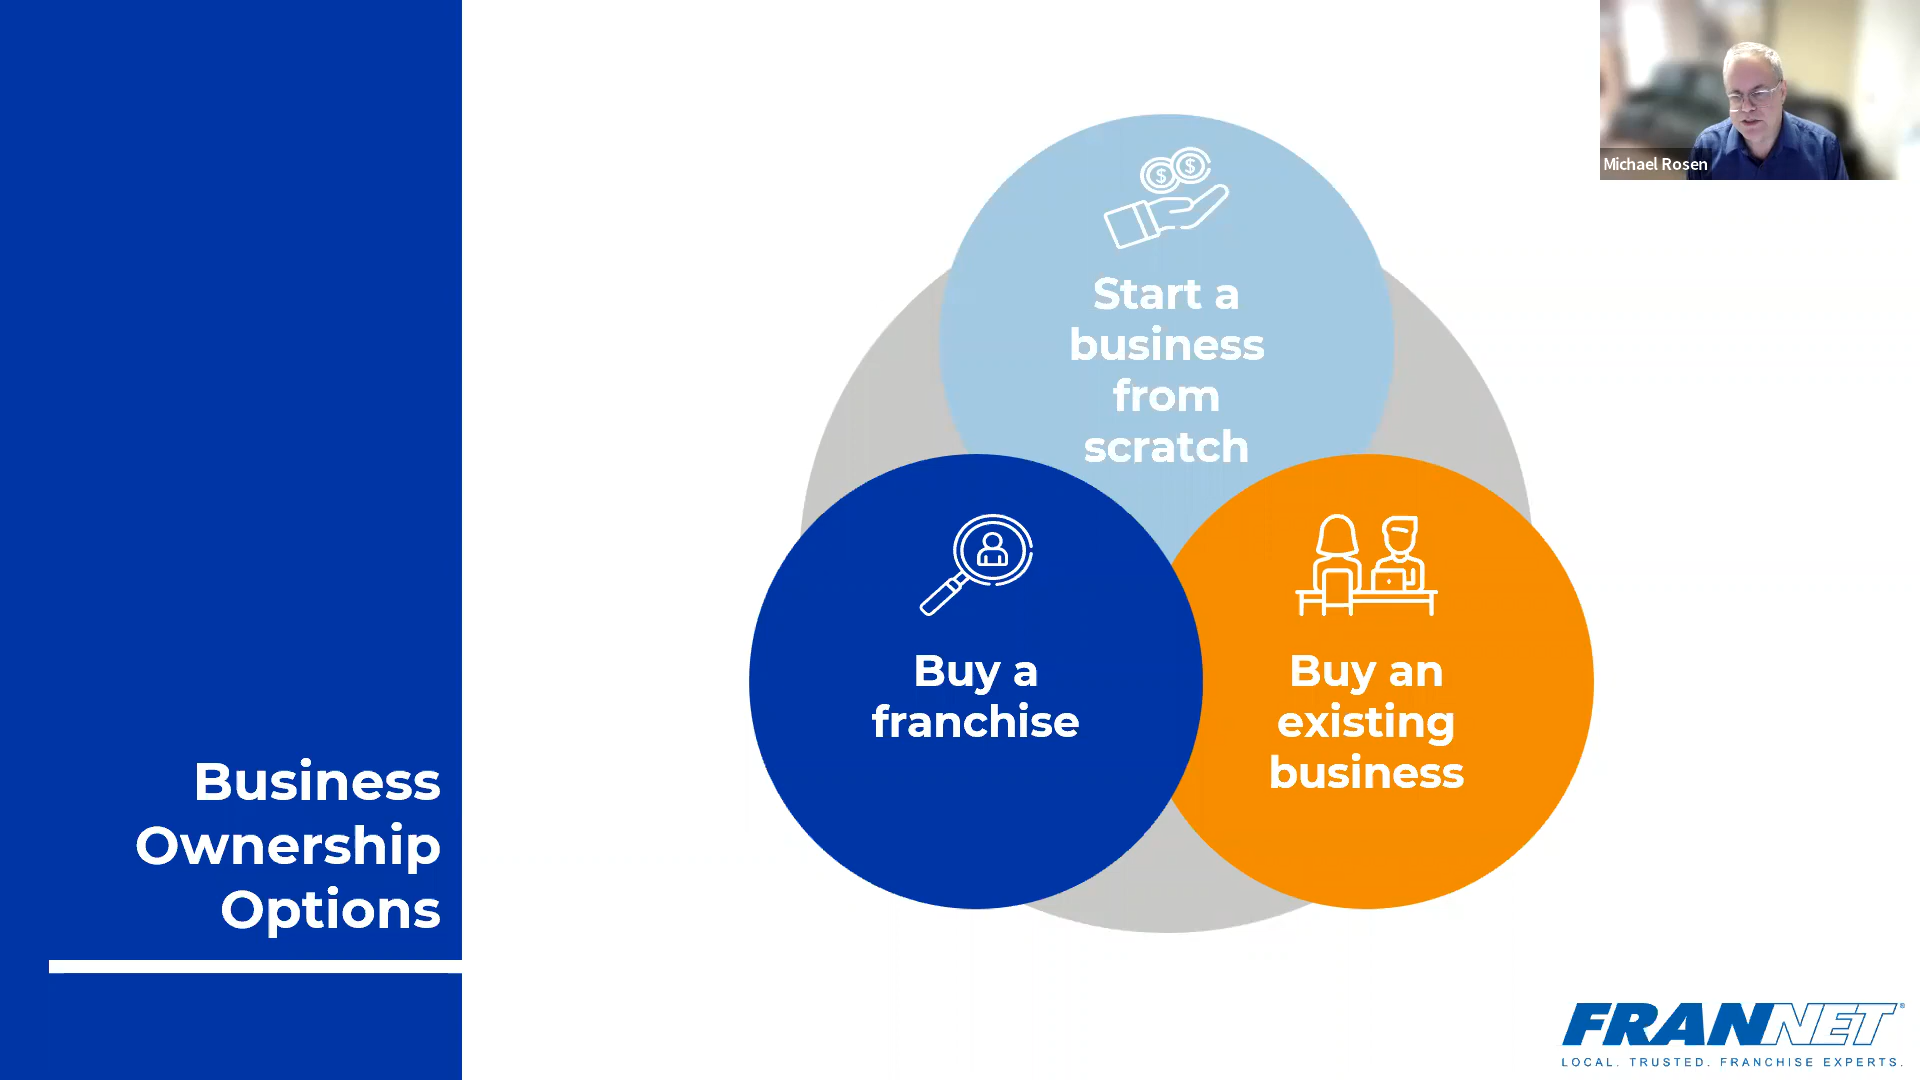 Michael Rosen
$ $
Start a
business
from
scratch
Buy a
franchise
Buy an
existing
business
Business
Ownership
Options
FRANNET®
LOCAL. TRUSTED. FRANCHISE EXPERTS.